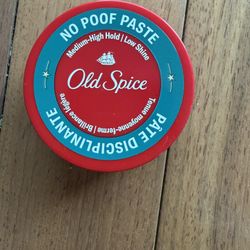 NO POOF PASTE
Medium-High Hold | Low Shine
Old Spice
Tenue moyenne-ferme | Brillance légère
PÂTE DISCIPLINANTE